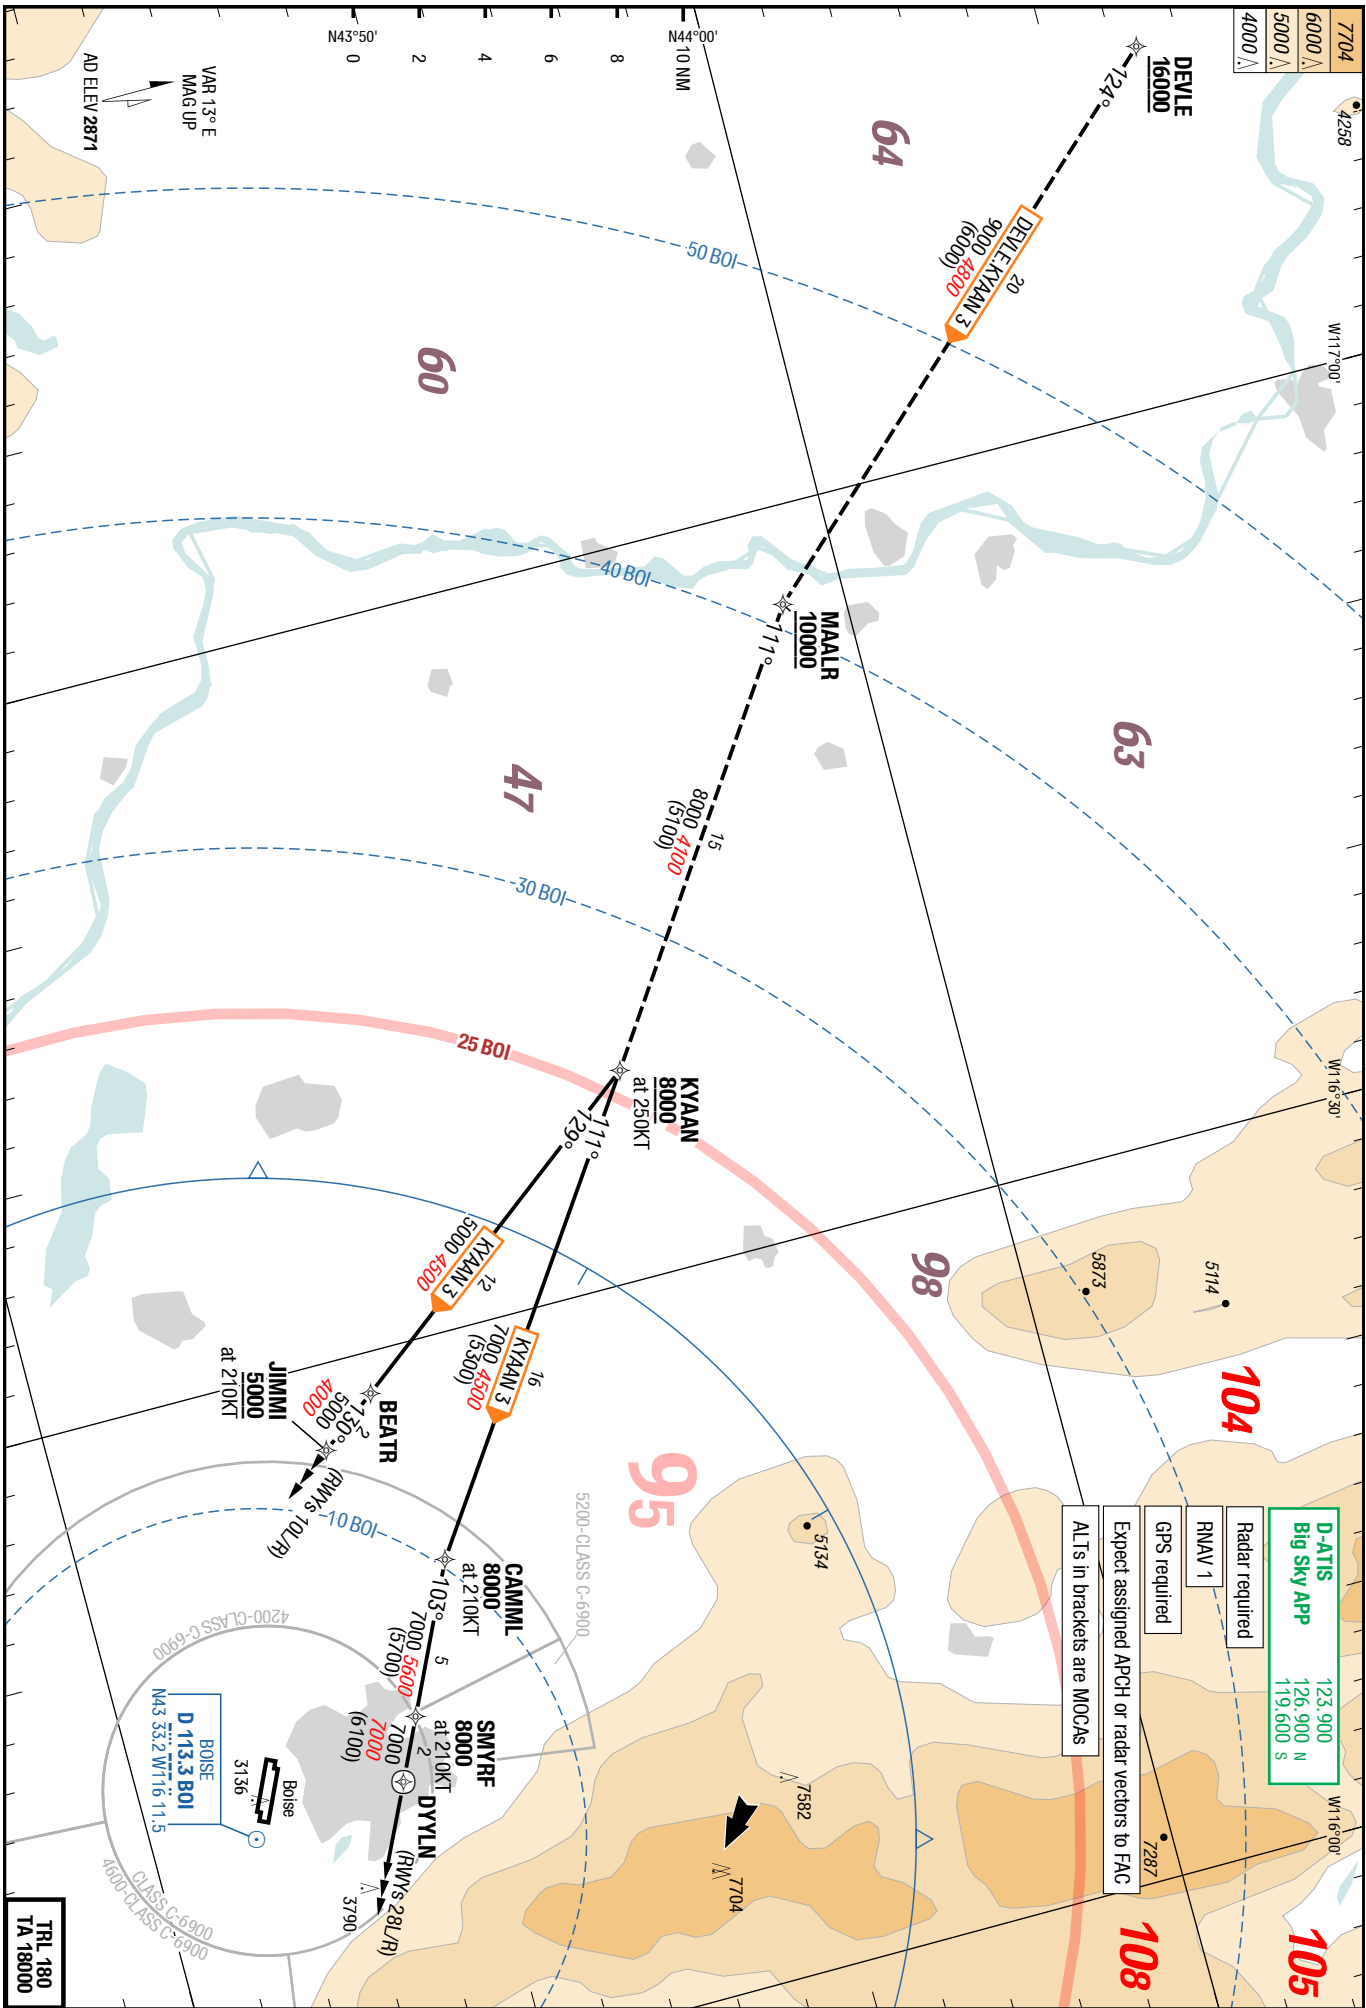 7704
6000
5000
4000
4258
DEVLE
16000
124°
N44°00'
10 NM
8
6
4
2
0
N43°50'
VAR 13° E
MAG UP
AD ELEV 2871
64
50 BOI
DEVLE.KYAAN 3
20
9000 4800
(6000)
W117°00'
60
40 BOI
MAALR
10000
111°
63
47
15
8000 4100
(5100)
30 BOI
25 BOI
KYAAN
8000
at 250KT
W116°30'
111°
129°
98
5873
5114
104
KYAAN 3
12
5000 4500
KYAAN 3
16
7000 4500
(5300)
JIMMI
5000
at 210KT
BEATR
130°
2
5000
4000
(RWYs 10L/R)
10 BOI
95
5134
5200-CLASS C-6900
CAMML
8000
at 210KT
103°
5
7000 5600
(5700)
4200-CLASS C-6900
SMYRF
8000
at 210KT
2
7000
7000
(6100)
DYYLN
(RWYs 28L/R)
3790
BOISE
D 113.3 BOI
N43 33.2 W116 11.5
Boise
3136
CLASS C-6900
4600-CLASS C-6900
D-ATIS 123.900
Big Sky APP 126.900 N
119.600 S
Radar required
RNAV 1
GPS required
Expect assigned APCH or radar vectors to FAC
ALTs in brackets are MOCAs
7582
7704
7287
W116°00'
108
105
TRL 180
TA 18000